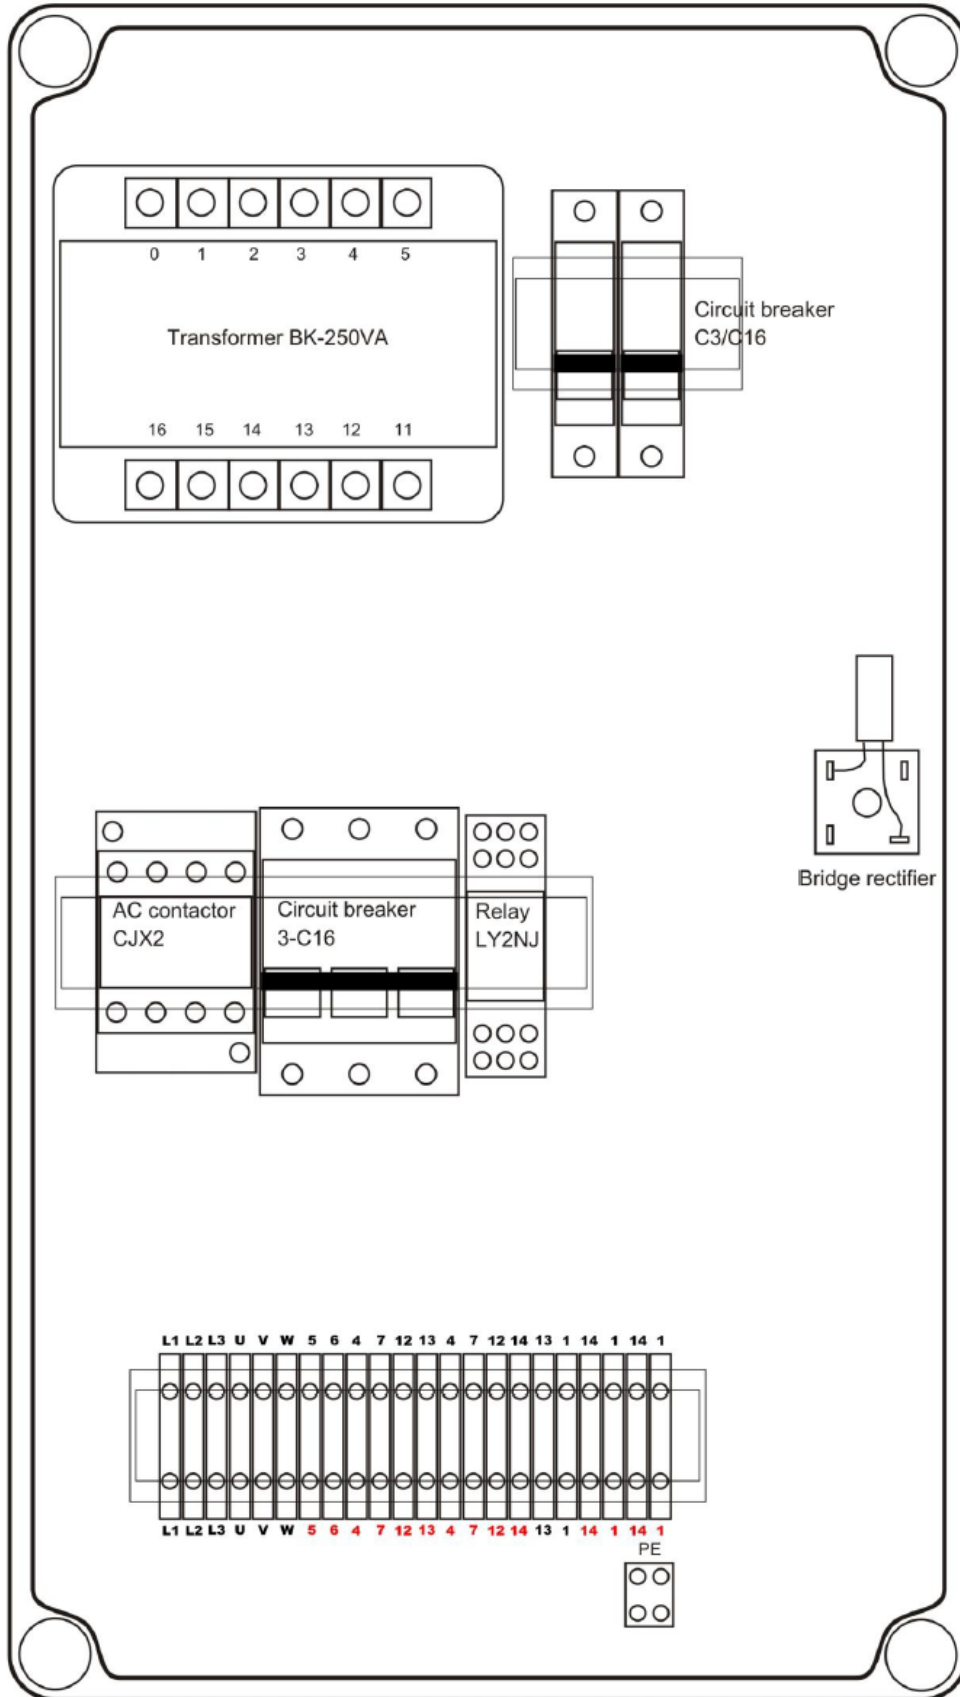 0 1 2 3 4 5
Transformer BK-250VA
16 15 14 13 12 11
Circuit breaker
C3/C16
Bridge rectifier
AC contactor
CJX2
Circuit breaker
3-C16
Relay
LY2NJ
L1 L2 L3 U V W 5 6 4 7 12 13 4 7 12 14 13 1 14 1 14 1
L1 L2 L3 U V W 5 6 4 7 12 13 4 7 12 14 13 1 14 1 14 1
PE